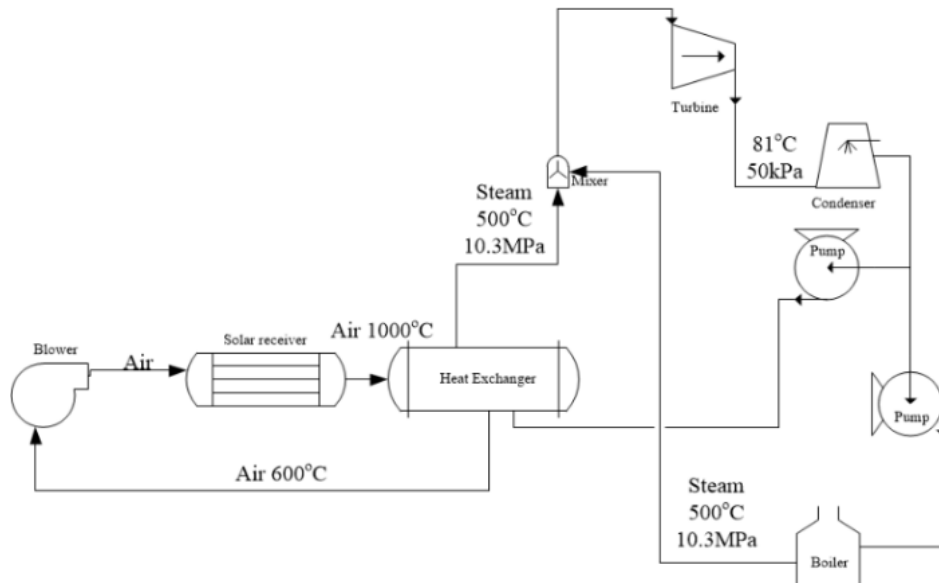 Turbine
81°C
50kPa
Condenser
Mixer
Steam
500°C
10.3MPa
Pump
Solar receiver
Air 1000°C
Blower
Air
Heat Exchanger
Pump
Air 600°C
Steam
500°C
10.3MPa
Boiler